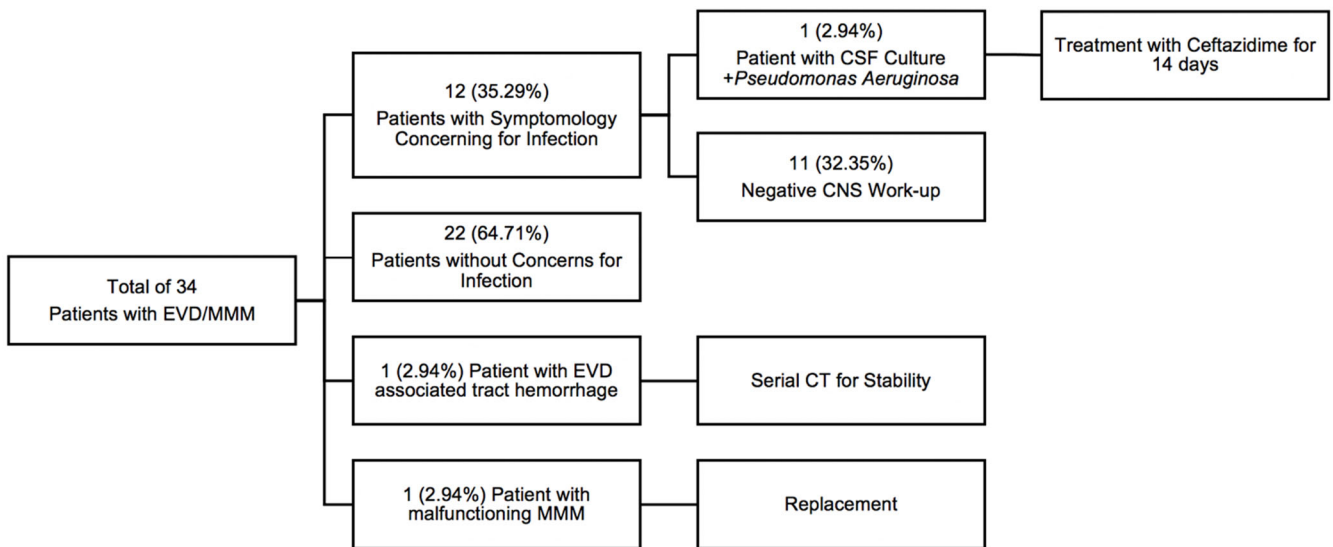 Total of 34
Patients with EVD/MMM
12 (35.29%)
Patients with Symptomology
Concerning for Infection
1 (2.94%)
Patient with CSF Culture
+Pseudomonas Aeruginosa
Treatment with Ceftazidime for
14 days
11 (32.35%)
Negative CNS Work-up
22 (64.71%)
Patients without Concerns for
Infection
1 (2.94%) Patient with EVD
associated tract hemorrhage
Serial CT for Stability
1 (2.94%) Patient with
malfunctioning MMM
Replacement